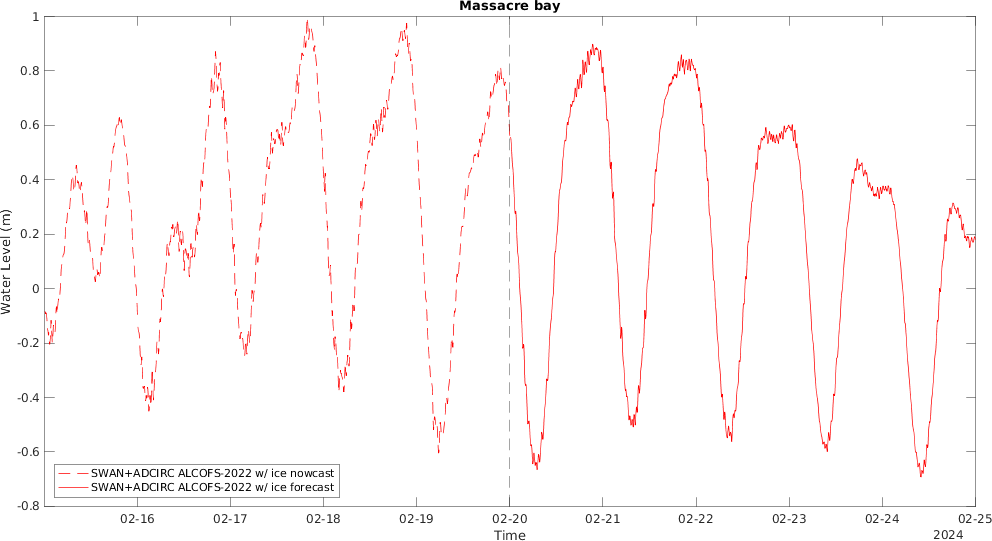 Massacre bay
1
0.8
0.6
0.4
0.2
0
-0.2
-0.4
-0.6
-0.8
Water Level (m)
SWAN+ADCIRC ALCOFS-2022 w/ ice nowcast
SWAN+ADCIRC ALCOFS-2022 w/ ice forecast
02-16 02-17 02-18 02-19 02-20 02-21 02-22 02-23 02-24 02-25
Time
2024